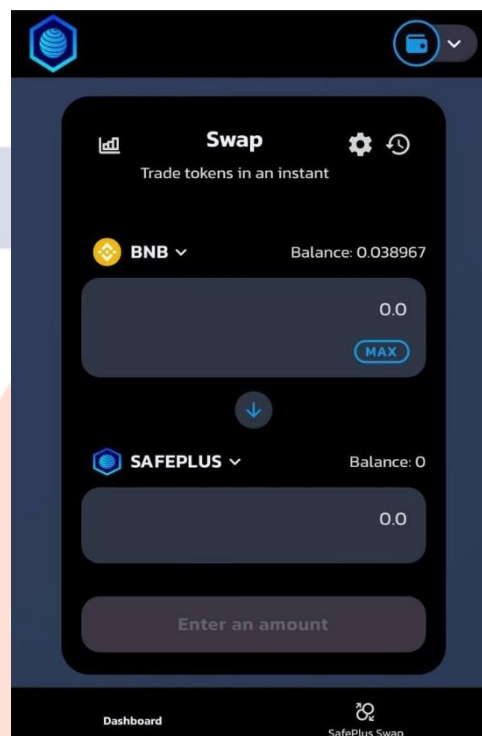 Swap
Trade tokens in an instant
BNB Balance: 0.038967
0.0
MAX
SAFEPLUS Balance: 0
0.0
Enter an amount
Dashboard
SafePlus Swap